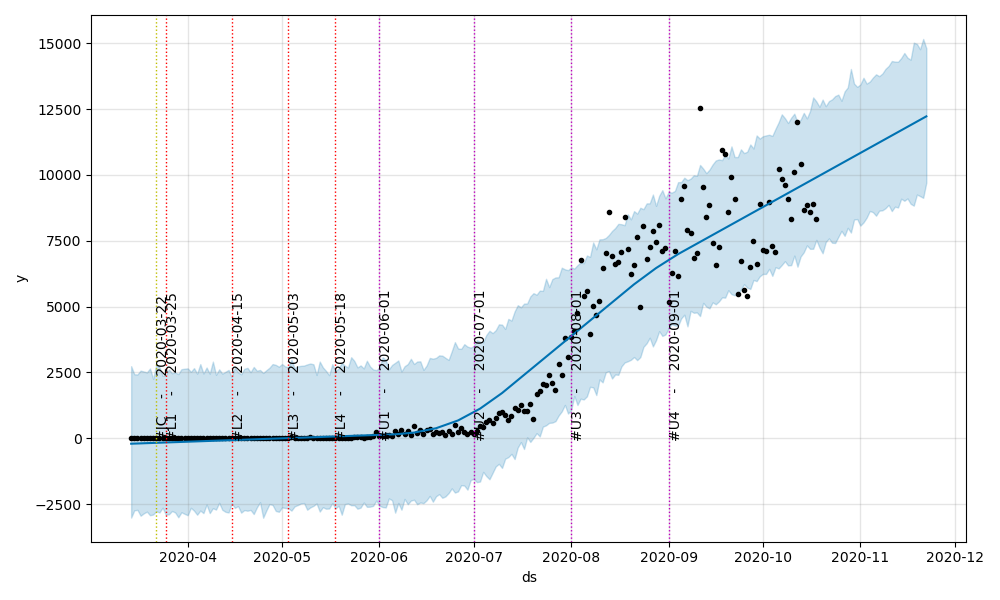 15000
12500
10000
7500
5000
2500
0
−2500
y
#JC - 2020-03-22
#L1 - 2020-03-25
#L2 - 2020-04-15
#L3 - 2020-05-03
#L4 - 2020-05-18
#U1 - 2020-06-01
#U2 - 2020-07-01
#U3 - 2020-08-01
#U4 - 2020-09-01
2020-04 2020-05 2020-06 2020-07 2020-08 2020-09 2020-10 2020-11 2020-12
ds